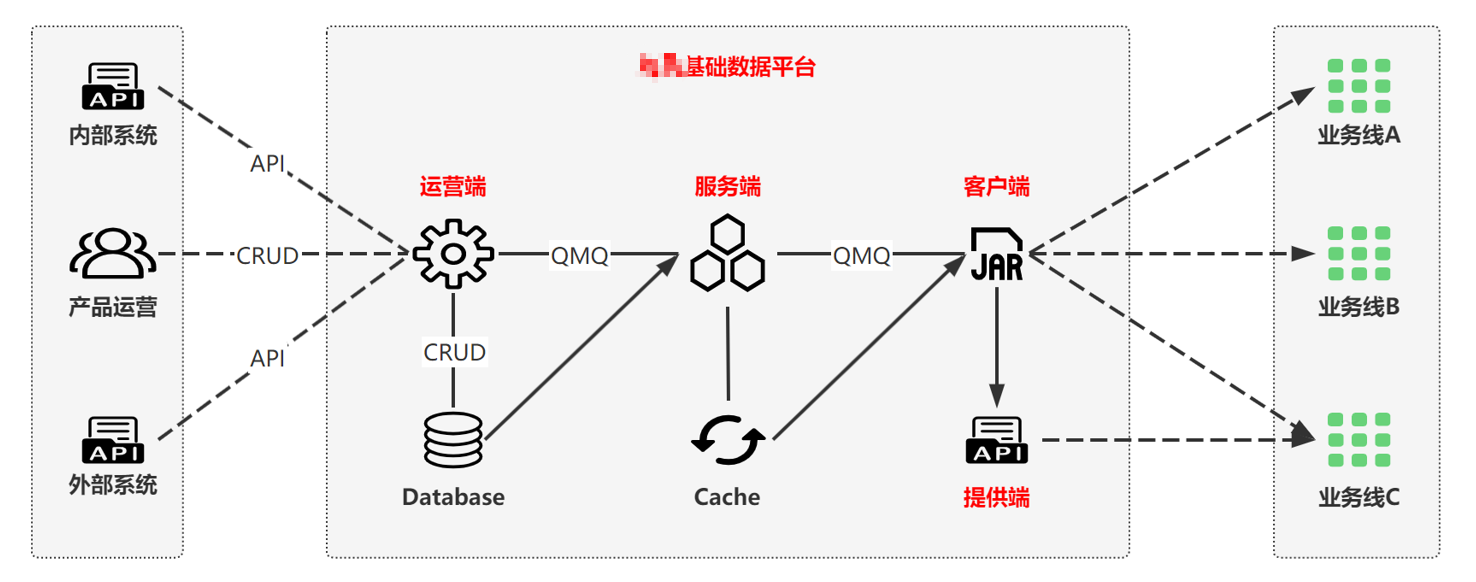 基础数据平台
API
内部系统
API
运营端
服务端
客户端
业务线A
CRUD
QMQ
QMQ
JAR
产品运营
业务线B
API
CRUD
API
API
外部系统
Database
Cache
提供端
业务线C